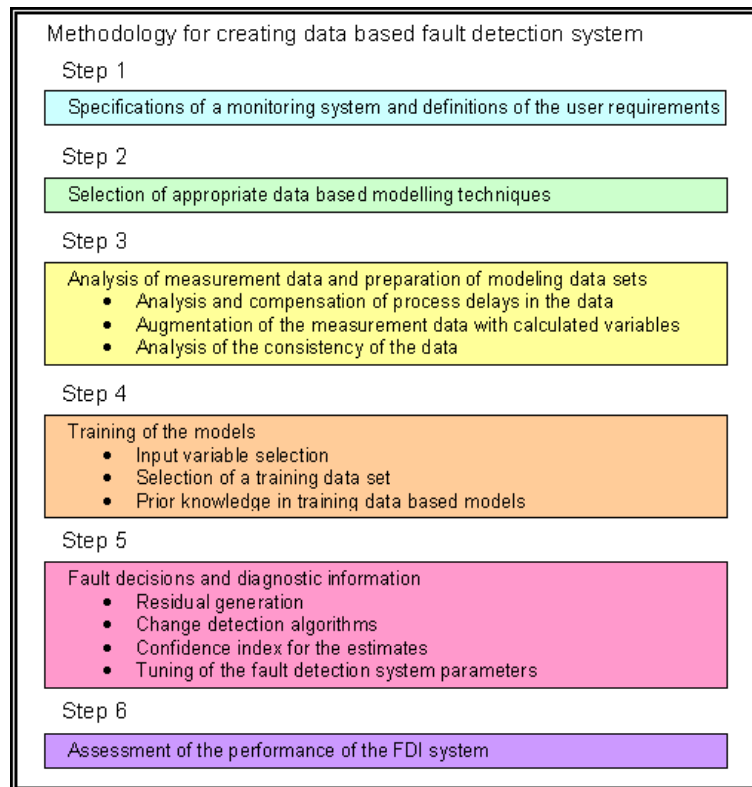 Methodology for creating data based fault detection system
Step 1
Specifications of a monitoring system and definitions of the user requirements
Step 2
Selection of appropriate data based modelling techniques
Step 3
Analysis of measurement data and preparation of modeling data sets
• Analysis and compensation of process delays in the data
• Augmentation of the measurement data with calculated variables
• Analysis of the consistency of the data
Step 4
Training of the models
• Input variable selection
• Selection of a training data set
• Prior knowledge in training data based models
Step 5
Fault decisions and diagnostic information
• Residual generation
• Change detection algorithms
• Confidence index for the estimates
• Tuning of the fault detection system parameters
Step 6
Assessment of the performance of the FDI system